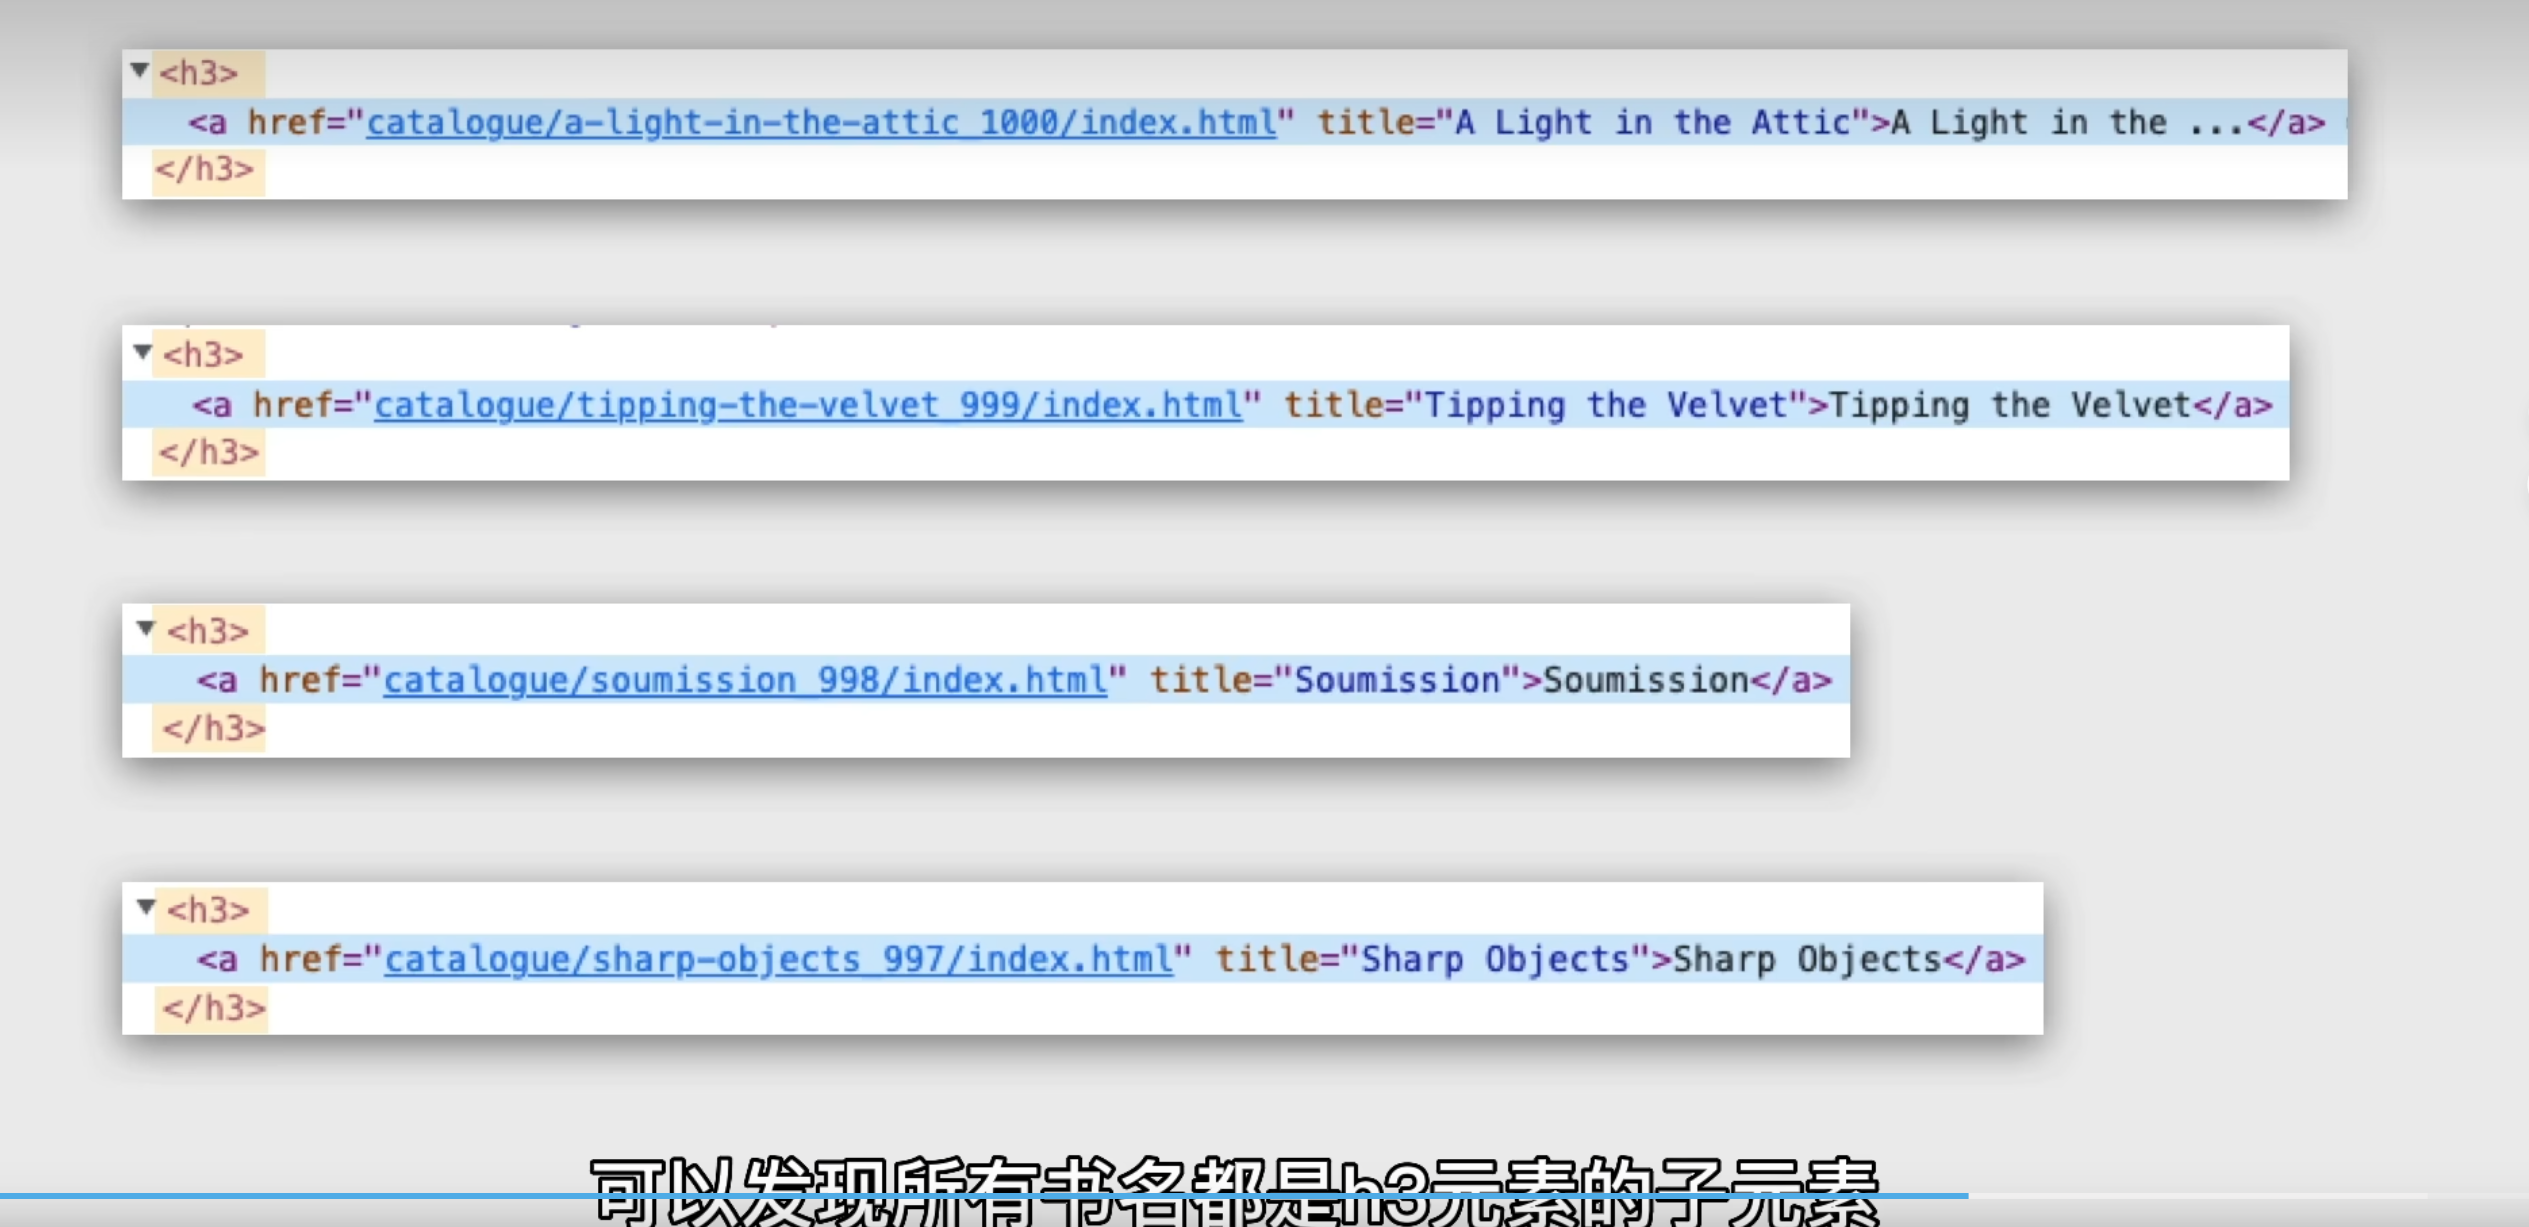 <h3>
<a href="catalogue/a-light-in-the-attic_1000/index.html" title="A Light in the Attic">A Light in the ...</a>
</h3>
<h3>
<a href="catalogue/tipping-the-velvet_999/index.html" title="Tipping the Velvet">Tipping the Velvet</a>
</h3>
<h3>
<a href="catalogue/soumission_998/index.html" title="Soumission">Soumission</a>
</h3>
<h3>
<a href="catalogue/sharp-objects_997/index.html" title="Sharp Objects">Sharp Objects</a>
</h3>
可以发现所有书名都是h3元素的子元素